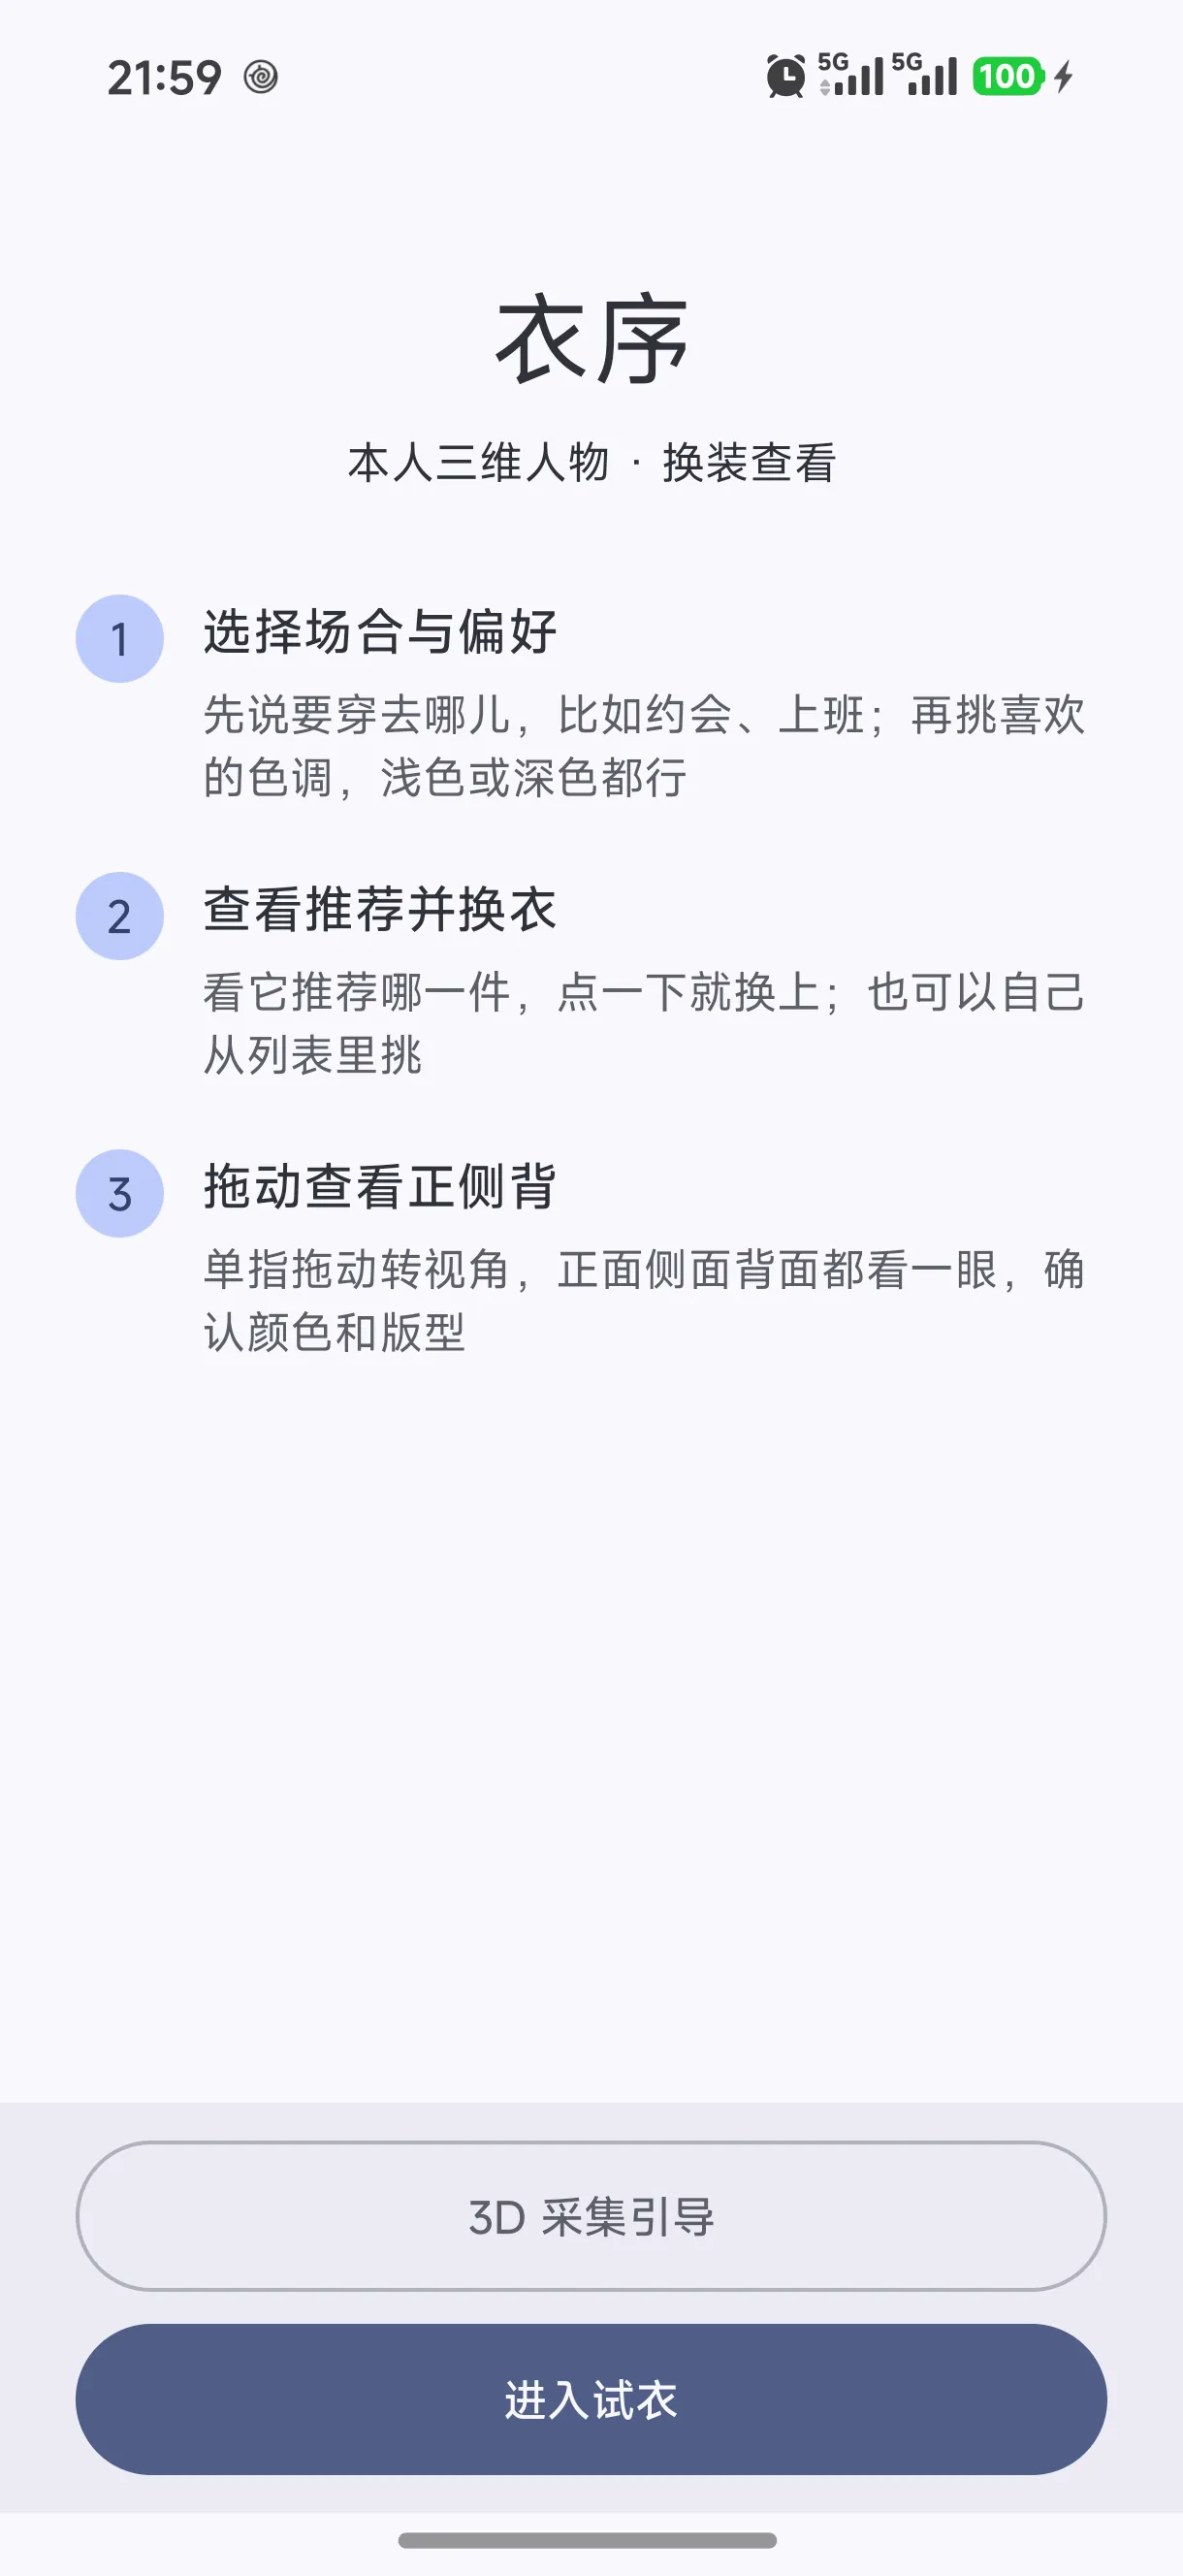 21:59
5G 5G 100
衣序
本人三维人物 · 换装查看
1 选择场合与偏好
先说要穿去哪儿，比如约会、上班；再挑喜欢
的色调，浅色或深色都行
2 查看推荐并换衣
看它推荐哪一件，点一下就换上；也可以自己
从列表里挑
3 拖动查看正侧背
单指拖动转视角，正面侧面背面都看一眼，确
认颜色和版型
3D 采集引导
进入试衣